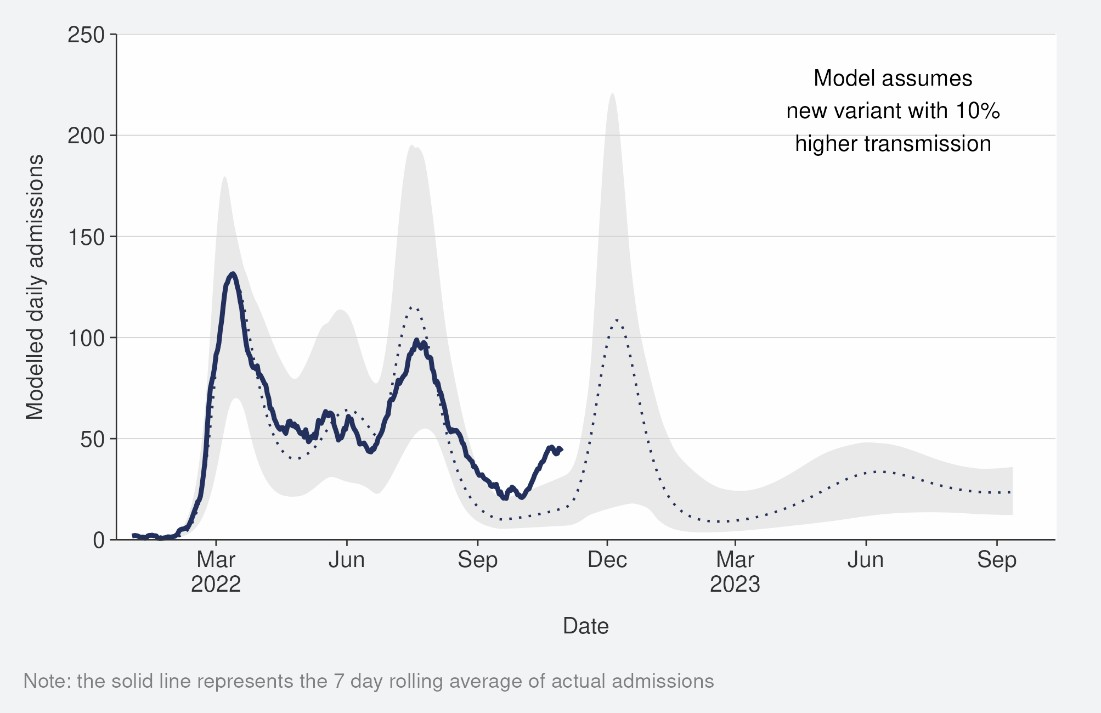 250
Model assumes
new variant with 10%
200
higher transmission
150
100
50
0
Modelled daily admissions
Mar Jun Sep Dec Mar Jun Sep
2022 2023
Date
Note: the solid line represents the 7 day rolling average of actual admissions